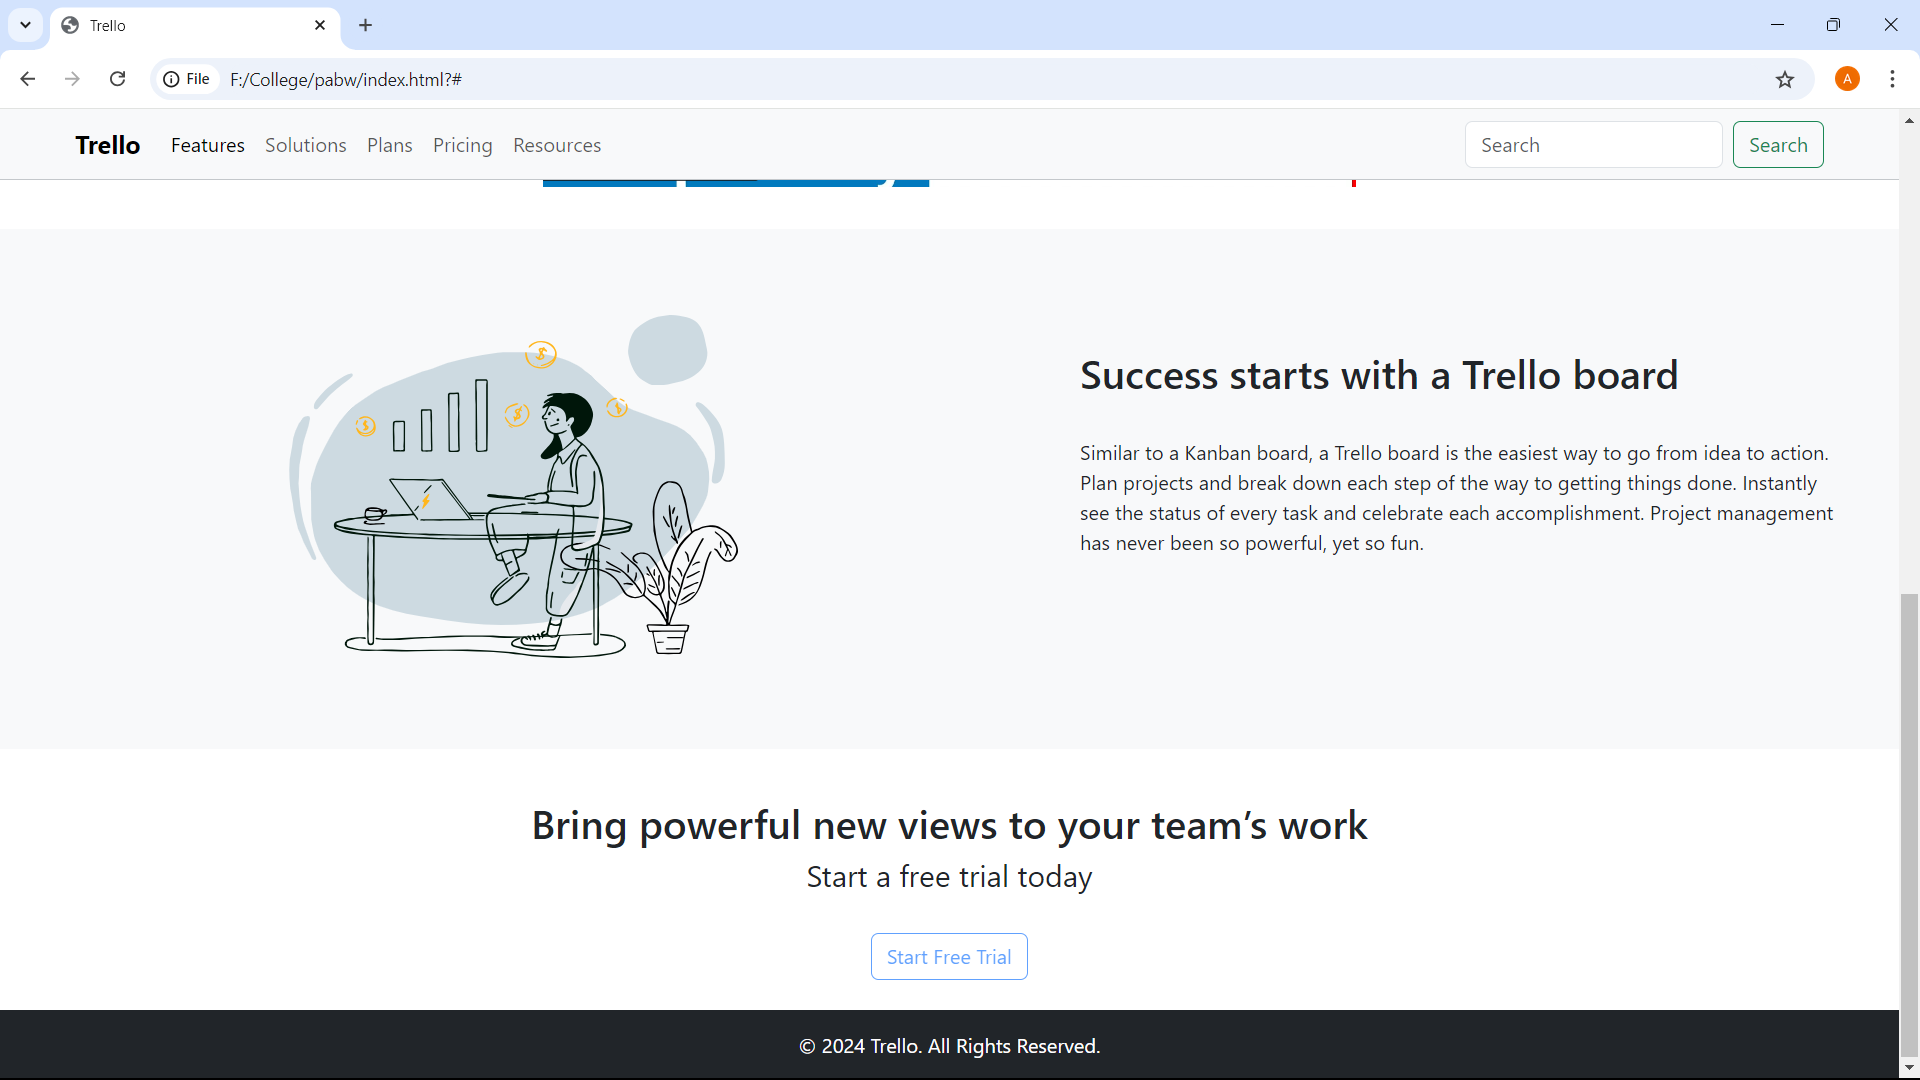 Trello
File
F:/College/pabw/index.html?#
A
Trello
Features
Solutions
Plans
Pricing
Resources
Search
Search
Success starts with a Trello board
Similar to a Kanban board, a Trello board is the easiest way to go from idea to action.
Plan projects and break down each step of the way to getting things done. Instantly
see the status of every task and celebrate each accomplishment. Project management
has never been so powerful, yet so fun.
Bring powerful new views to your team’s work
Start a free trial today
Start Free Trial
© 2024 Trello. All Rights Reserved.